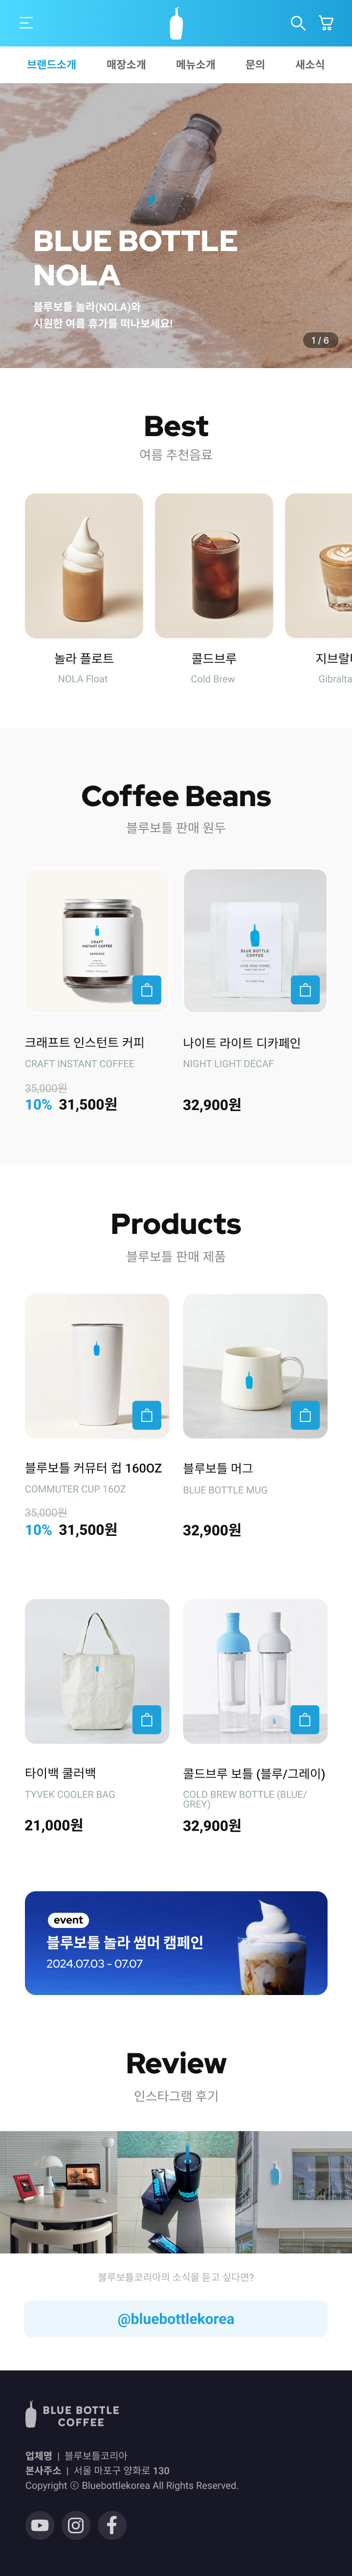 브랜드소개 매장소개 메뉴소개 문의 새소식
BLUE BOTTLE
NOLA
블루보틀 놀라(NOLA)와
시원한 여름 휴가를 떠나보세요!
1 / 6
Best
여름 추천음료
놀라 플로트 콜드브루 지브랄
NOLA Float Cold Brew Gibralta
Coffee Beans
블루보틀 판매 원두
CRAFT
INSTANT COFFEE
BLUE BOTTLE
COFFEE
크래프트 인스턴트 커피
CRAFT INSTANT COFFEE
35,000원
10% 31,500원
나이트 라이트 디카페인
NIGHT LIGHT DECAF
32,900원
Products
블루보틀 판매 제품
블루보틀 커뮤터 컵 160OZ
COMMUTER CUP 16OZ
35,000원
10% 31,500원
블루보틀 머그
BLUE BOTTLE MUG
32,900원
타이백 쿨러백
TYVEK COOLER BAG
21,000원
콜드브루 보틀 (블루/그레이)
COLD BREW BOTTLE (BLUE/
GREY)
32,900원
event
블루보틀 놀라 썸머 캠페인
2024.07.03 - 07.07
Review
인스타그램 후기
블루보틀코리아의 소식을 듣고 싶다면?
@bluebottlekorea
BLUE BOTTLE
COFFEE
업체명 | 블루보틀코리아
본사주소 | 서울 마포구 양화로 130
Copyright ⓒ Bluebottlekorea All Rights Reserved.